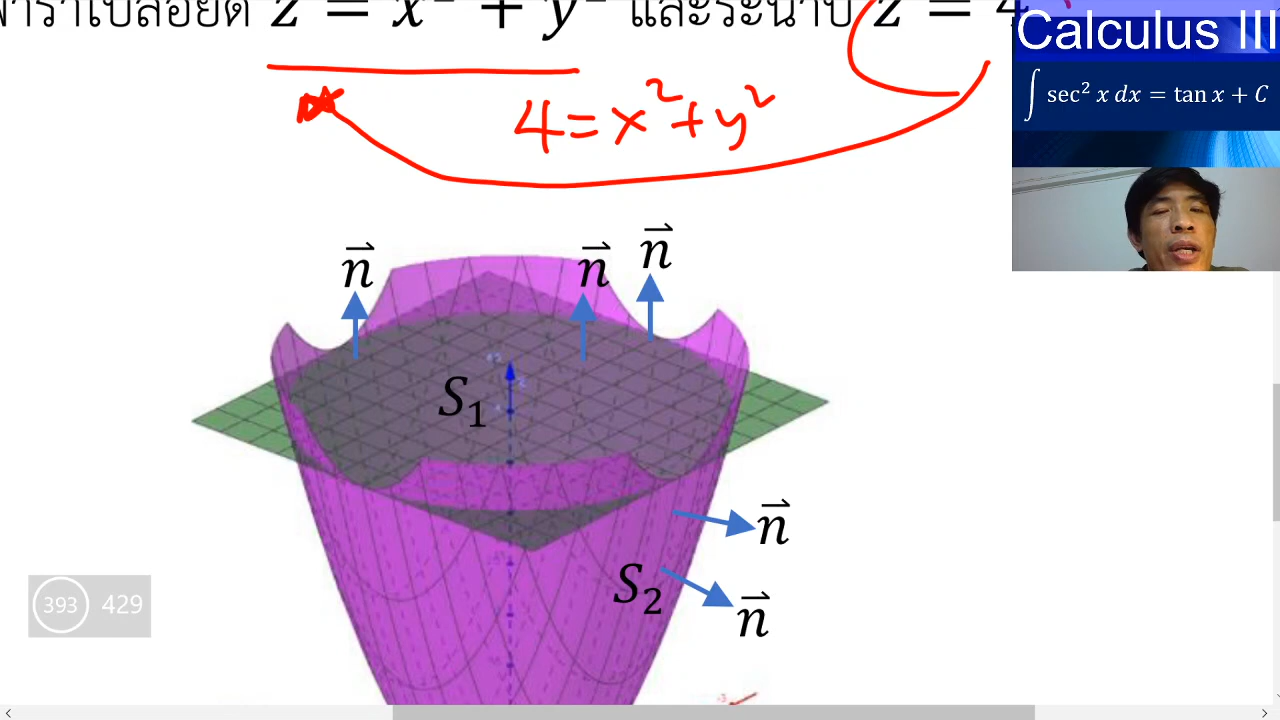 พาราโบลอยด์ z = x² + y² และระนาบ z = 4
Calculus III
∫ sec² x dx = tan x + C
4 = x² + y²
n⃗ n⃗ n⃗
S₁
n⃗
S₂
n⃗
393 429